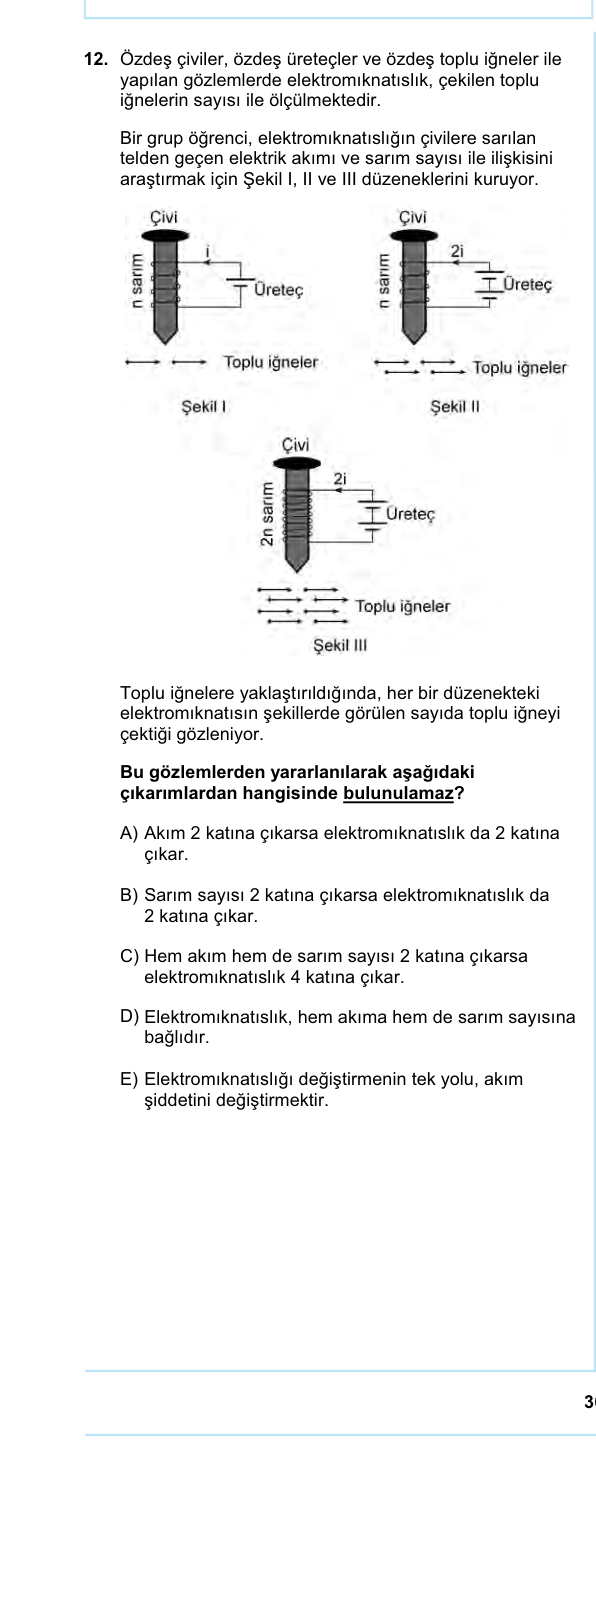 12. Özdeş çiviler, özdeş üreteçler ve özdeş toplu iğneler ile
yapılan gözlemlerde elektromıknatıslık, çekilen toplu
iğnelerin sayısı ile ölçülmektedir.
Bir grup öğrenci, elektromıknatıslığın çivilere sarılan
telden geçen elektrik akımı ve sarım sayısı ile ilişkisini
araştırmak için Şekil I, II ve III düzeneklerini kuruyor.
Çivi
n sarım
i
Üreteç
Toplu iğneler
Şekil I
Çivi
n sarım
2i
Üreteç
Toplu iğneler
Şekil II
Çivi
2n sarım
2i
Üreteç
Toplu iğneler
Şekil III
Toplu iğnelere yaklaştırıldığında, her bir düzenekteki
elektromıknatısın şekillerde görülen sayıda toplu iğneyi
çektiği gözleniyor.
Bu gözlemlerden yararlanılarak aşağıdaki
çıkarımlardan hangisinde bulunulamaz?
A) Akım 2 katına çıkarsa elektromıknatıslık da 2 katına
çıkar.
B) Sarım sayısı 2 katına çıkarsa elektromıknatıslık da
2 katına çıkar.
C) Hem akım hem de sarım sayısı 2 katına çıkarsa
elektromıknatıslık 4 katına çıkar.
D) Elektromıknatıslık, hem akıma hem de sarım sayısına
bağlıdır.
E) Elektromıknatıslığı değiştirmenin tek yolu, akım
şiddetini değiştirmektir.